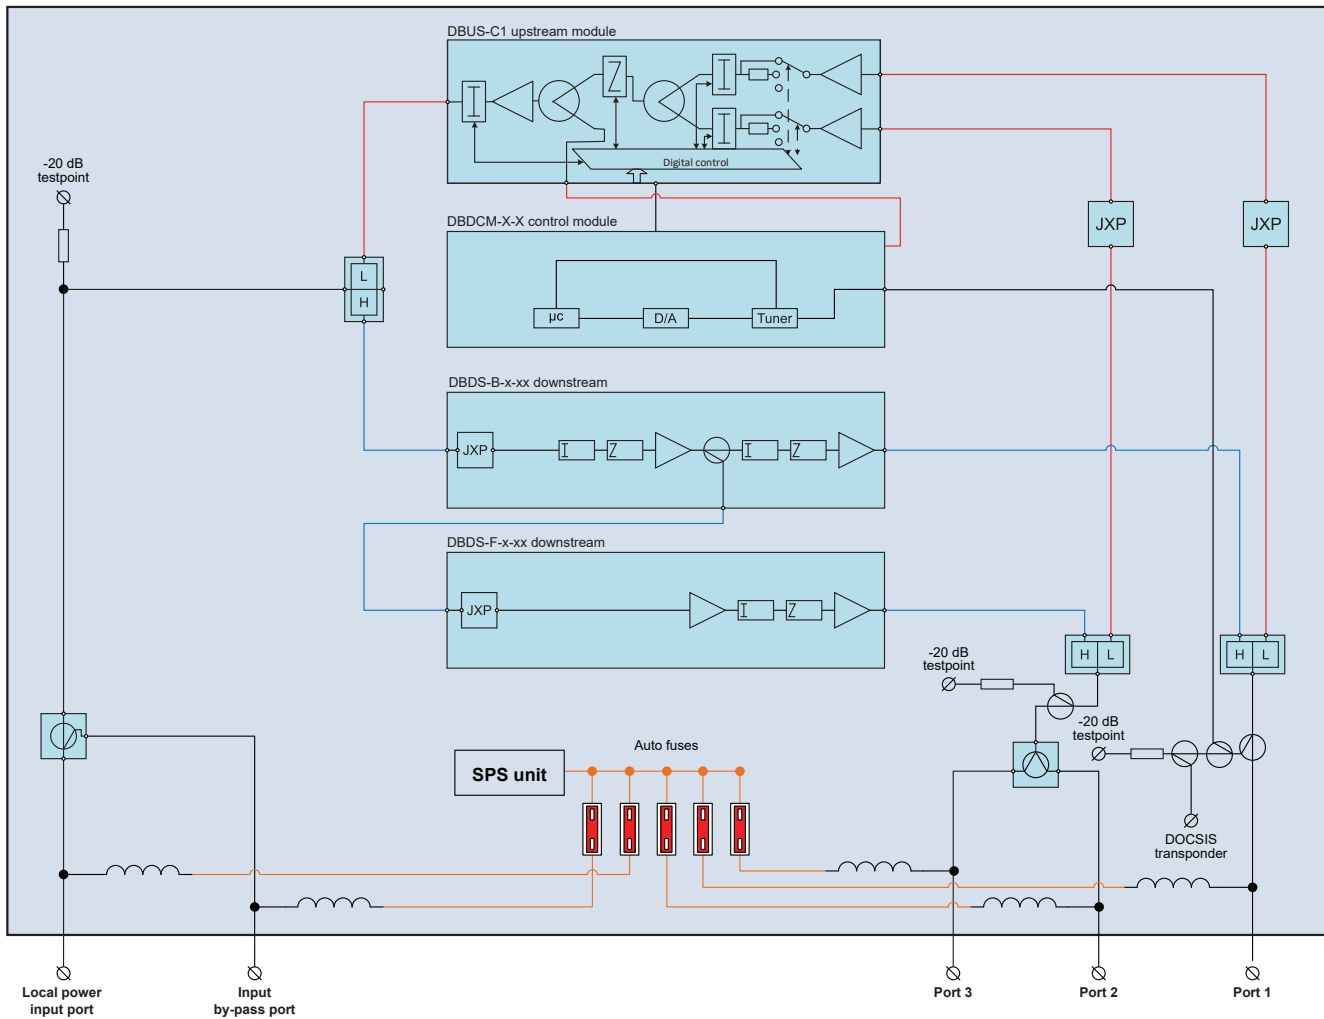 DBUS-C1 upstream module
Digital control
-20 dB
testpoint
L
H
DBDCM-X-X control module
µc
D/A
Tuner
JXP
JXP
DBDS-B-x-xx downstream
JXP
I
Z
I
Z
DBDS-F-x-xx downstream
JXP
I
Z
H
L
H
L
-20 dB
testpoint
-20 dB
testpoint
SPS unit
Auto fuses
DOCSIS
transponder
Local power
input port
Input
by-pass port
Port 3
Port 2
Port 1